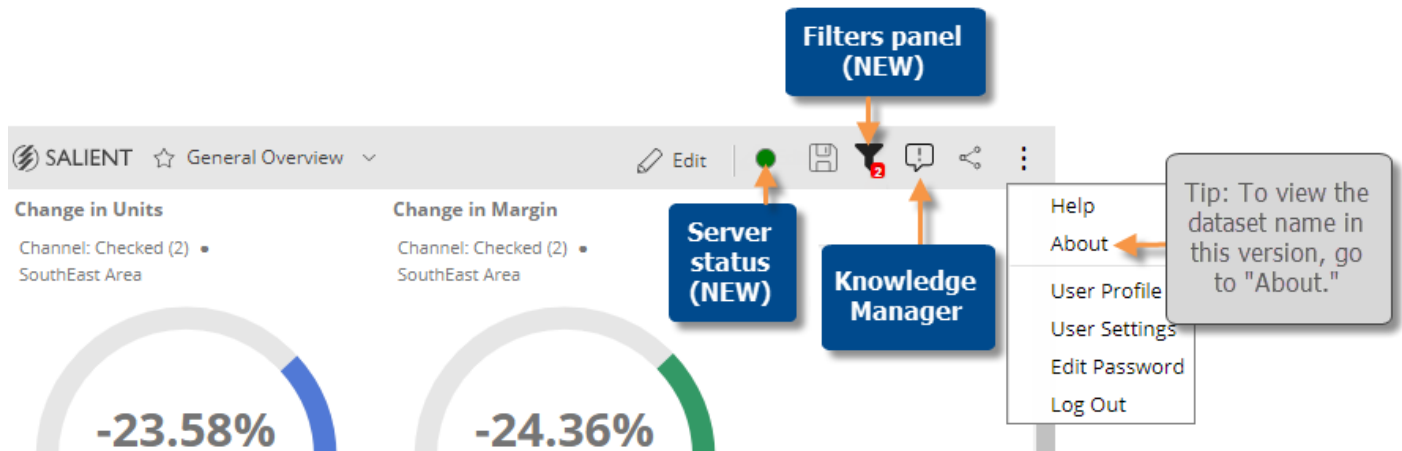 Filters panel
(NEW)
SALIENT General Overview Edit 2
Change in Units
Channel: Checked (2) •
SouthEast Area
-23.58%
Change in Margin
Channel: Checked (2) •
SouthEast Area
-24.36%
Server
status
(NEW)
Knowledge
Manager
Help
About
User Profile
User Settings
Edit Password
Log Out
Tip: To view the
dataset name in
this version, go
to "About."